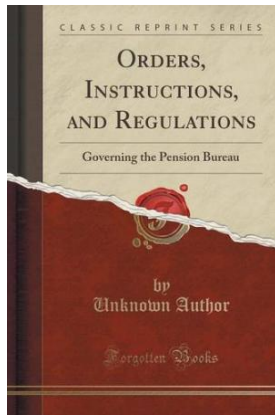 CLASSIC REPRINT SERIES
ORDERS,
INSTRUCTIONS,
AND REGULATIONS
Governing the Pension Bureau
by
Unknown Author
Forgotten Books